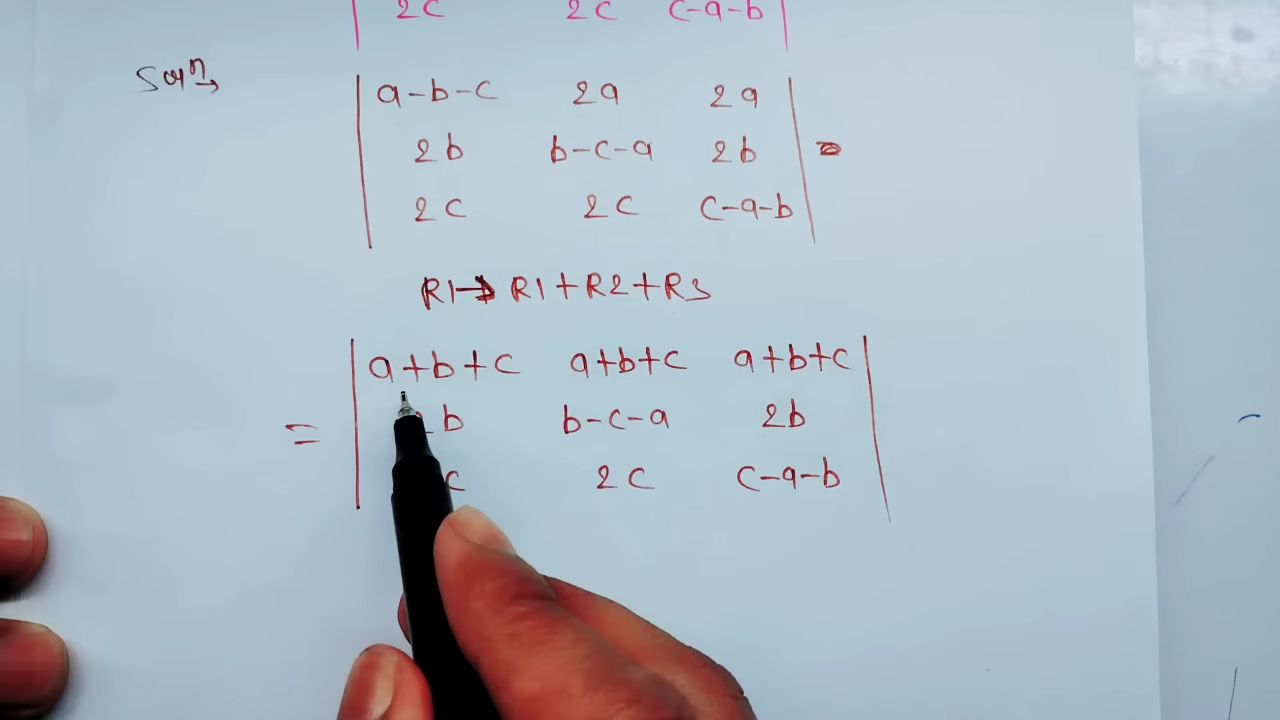 2c 2c c-a-b
Solⁿ→
a-b-c 2a 2a
2b b-c-a 2b
2c 2c c-a-b
R1→R1+R2+R3
a+b+c a+b+c a+b+c
= b b-c-a 2b
c 2c c-a-b